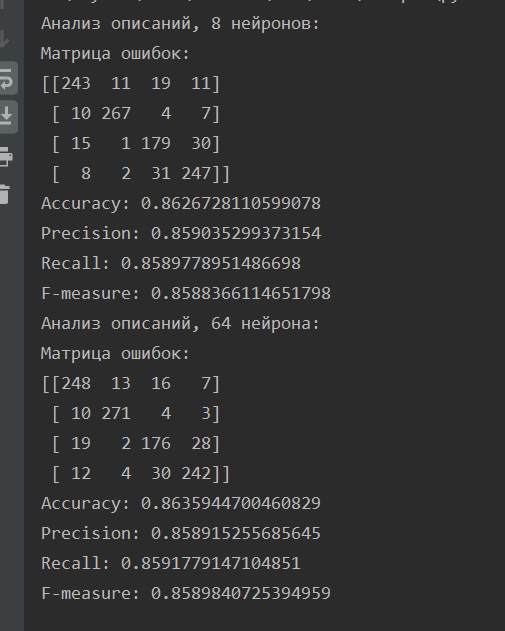 Анализ описаний, 8 нейронов:
Матрица ошибок:
[[243  11  19  11]
 [ 10 267   4   7]
 [ 15   1 179  30]
 [  8   2  31 247]]
Accuracy: 0.8626728110599078
Precision: 0.859035299373154
Recall: 0.8589778951486698
F-measure: 0.8588366114651798
Анализ описаний, 64 нейрона:
Матрица ошибок:
[[248  13  16   7]
 [ 10 271   4   3]
 [ 19   2 176  28]
 [ 12   4  30 242]]
Accuracy: 0.8635944700460829
Precision: 0.858915255685645
Recall: 0.8591779147104851
F-measure: 0.8589840725394959